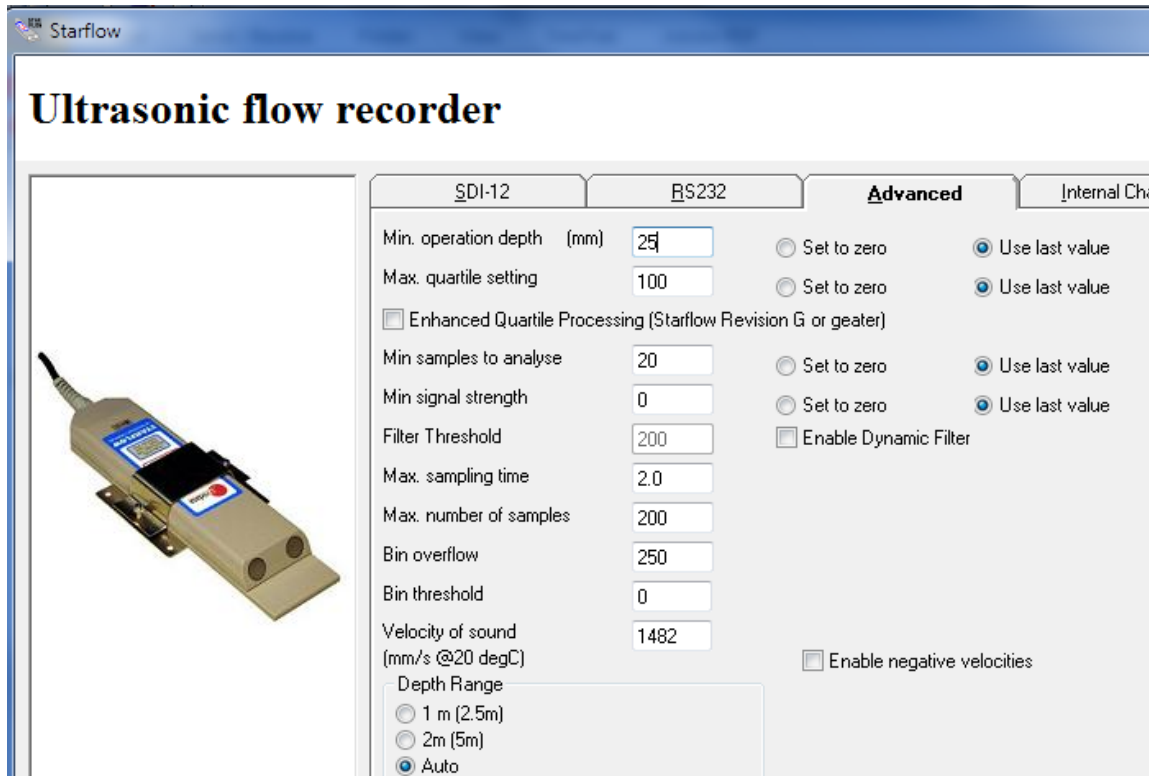 Starflow
Ultrasonic flow recorder
SDI-12 RS232 Advanced Internal Cha
Min. operation depth (mm) 25 Set to zero Use last value
Max. quartile setting 100 Set to zero Use last value
Enhanced Quartile Processing (Starflow Revision G or geater)
Min samples to analyse 20 Set to zero Use last value
Min signal strength 0 Set to zero Use last value
Filter Threshold 200 Enable Dynamic Filter
Max. sampling time 2.0
Max. number of samples 200
Bin overflow 250
Bin threshold 0
Velocity of sound 1482
(mm/s @20 degC) Enable negative velocities
Depth Range
1 m (2.5m)
2m (5m)
Auto
STARFLOW